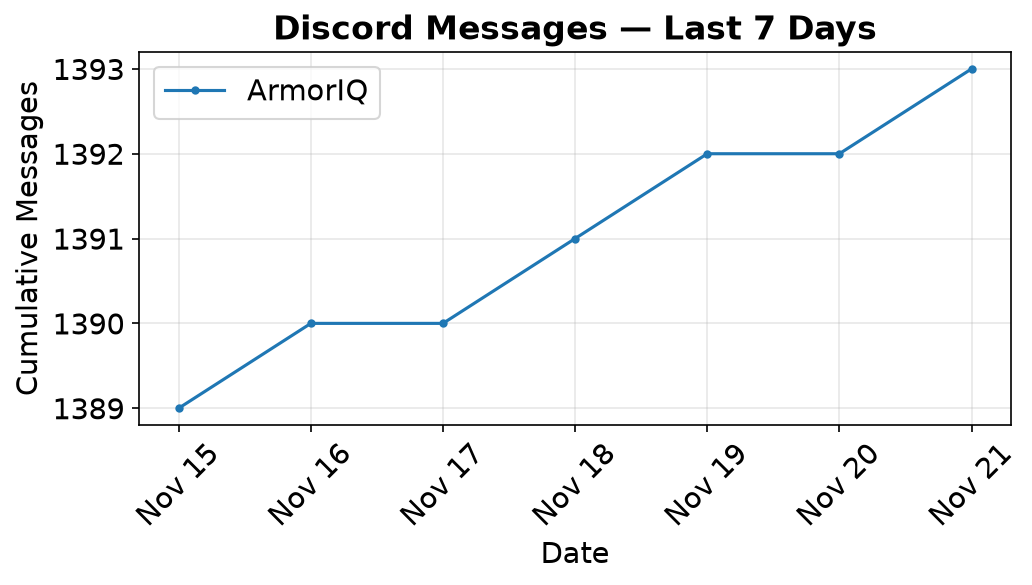 Discord Messages — Last 7 Days
ArmorIQ
Cumulative Messages
1393
1392
1391
1390
1389
Nov 15
Nov 16
Nov 17
Nov 18
Nov 19
Nov 20
Nov 21
Date